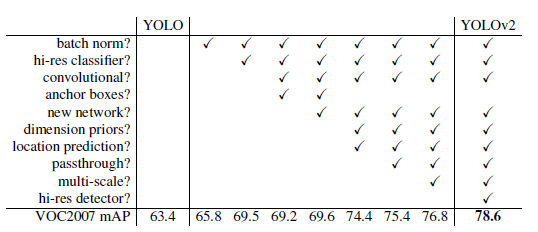 YOLO YOLOv2
batch norm? ✓ ✓ ✓ ✓ ✓ ✓ ✓ ✓
hi-res classifier? ✓ ✓ ✓ ✓ ✓ ✓ ✓
convolutional? ✓ ✓ ✓ ✓ ✓ ✓
anchor boxes? ✓ ✓
new network? ✓ ✓ ✓ ✓ ✓
dimension priors? ✓ ✓ ✓ ✓
location prediction? ✓ ✓ ✓ ✓
passthrough? ✓ ✓ ✓
multi-scale? ✓ ✓
hi-res detector? ✓
VOC2007 mAP 63.4 65.8 69.5 69.2 69.6 74.4 75.4 76.8 78.6